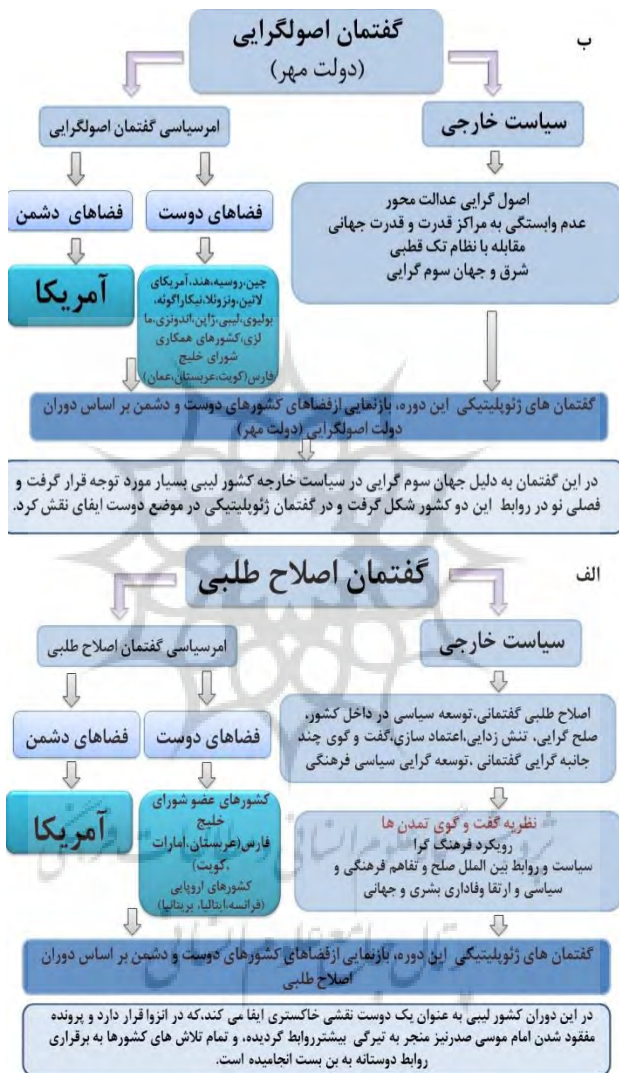 ب
گفتمان اصولگرایی
(دولت مهر)
سیاست خارجی
امرسیاسی گفتمان اصولگرایی
فضاهای دوست
فضاهای دشمن
اصول گرایی عدالت محور
عدم وابستگی به مراکز قدرت و قدرت جهانی
مقابله با نظام تک قطبی
شرق و جهان سوم گرایی
چین،روسیه،هند،آمریکای
لاتین،ونزوئلا،نیکاراگوئه،
بولیوی،لیبی،ژاپن،اندونزی،ما
لزی،کشورهای همکاری
شورای خلیج
فارس(کویت،عربستان،عمان)
آمریکا
گفتمان های ژئوپلیتیکی این دوره، بازنمایی ازفضاهای کشورهای دوست و دشمن بر اساس دوران
دولت اصولگرایی (دولت مهر)
در این گفتمان به دلیل جهان سوم گرایی در سیاست خارجه کشور لیبی بسیار مورد توجه قرار گرفت و
فصلی نو در روابط این دو کشور شکل گرفت و در گفتمان ژئوپلیتیکی در موضع دوست ایفای نقش کرد.
الف
گفتمان اصلاح طلبی
سیاست خارجی
امرسیاسی گفتمان اصلاح طلبی
فضاهای دوست
فضاهای دشمن
اصلاح طلبی گفتمانی،توسعه سیاسی در داخل کشور،
صلح گرایی، تنش زدایی،اعتماد سازی،گفت و گوی چند
جانبه گرایی گفتمانی ،توسعه گرایی سیاسی فرهنگی
کشورهای عضو شورای
خلیج
فارس(عربستان،امارات
،کویت)
کشورهای اروپایی
(فرانسه،ایتالیا، بریتانیا)
آمریکا
نظریه گفت و گوی تمدن ها
رویکرد فرهنگ گرا
سیاست و روابط بین الملل صلح و تفاهم فرهنگی و
سیاسی و ارتقا وفاداری بشری و جهانی
گفتمان های ژئوپلیتیکی این دوره، بازنمایی ازفضاهای کشورهای دوست و دشمن بر اساس دوران
اصلاح طلبی
در این دوران کشور لیبی به عنوان یک دوست نقشی خاکستری ایفا می کند،که در انزوا قرار دارد و پرونده
مفقود شدن امام موسی صدرنیز منجر به تیرگی بیشترروابط گردیده، و تمام تلاش های کشورها به برقراری
روابط دوستانه به بن بست انجامیده است.
پژوهشگاه علوم انسانی و مطالعات فرهنگی
پرتال جامع علوم انسانی